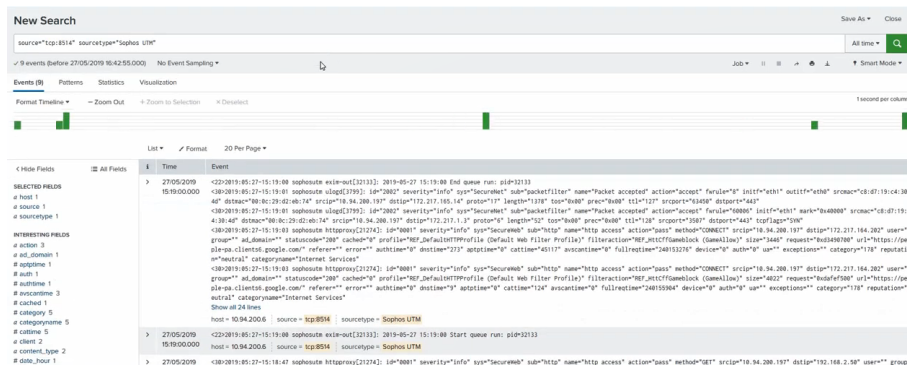 New Search
Save As ▾ Close
source="tcp:8514" sourcetype="Sophos UTM"
All time ▾
✓ 9 events (before 27/05/2019 16:42:55.000) No Event Sampling ▾
Job ▾ Smart Mode ▾
Events (9) Patterns Statistics Visualization
Format Timeline ▾ — Zoom Out + Zoom to Selection × Deselect
1 second per column
List ▾ Format 20 Per Page ▾
< Hide Fields All Fields
i Time Event
SELECTED FIELDS
a host 1
a source 1
a sourcetype 1
INTERESTING FIELDS
# action 3
# ad_domain 1
# aptptime 1
# auth 1
# authtime 1
# avscantime 3
# cached 1
# category 5
a categoryname 5
# cattime 5
a client 2
a content_type 2
# date_hour 1
> 27/05/2019 15:19:00.000
<22>2019:05:27-15:19:00 sophosutm exim-out[32133]: 2019-05-27 15:19:00 End queue run: pid=32133
<30>2019:05:27-15:19:01 sophosutm ulogd[3799]: id="2002" severity="info" sys="SecureNet" sub="packetfilter" name="Packet accepted" action="accept" fwrule="8" initf="eth1" outitf="eth0" srcmac="c8:d7:19:c4:30:
4d" dstmac="00:0c:29:d2:eb:74" srcip="10.94.200.197" dstip="172.217.165.14" proto="17" length="1378" tos="0x00" prec="0x00" ttl="127" srcport="63450" dstport="443"
<30>2019:05:27-15:19:01 sophosutm ulogd[3799]: id="2002" severity="info" sys="SecureNet" sub="packetfilter" name="Packet accepted" action="accept" fwrule="60006" initf="eth1" mark="0x40000" srcmac="c8:d7:19:
4:30:4d" dstmac="00:0c:29:d2:eb:74" srcip="10.94.200.197" dstip="172.217.1.3" proto="6" length="52" tos="0x00" prec="0x00" ttl="128" srcport="3507" dstport="443" tcpflags="SYN"
<30>2019:05:27-15:19:03 sophosutm httpproxy[21274]: id="0001" severity="info" sys="SecureWeb" sub="http" name="http access" action="pass" method="CONNECT" srcip="10.94.200.197" dstip="172.217.164.202" user="
group="" ad_domain="" statuscode="200" cached="0" profile="REF_DefaultHTTPProfile (Default Web Filter Profile)" filteraction="REF_HttCffGameblock (GameAllow)" size="3446" request="0xd3490700" url="https://pe
ple-pa.clients6.google.com/" referer="" error="" authtime="0" dnstime="273" aptptime="0" cattime="45117" avscantime="0" fullreqtime="240153276" device="0" auth="0" ua="" exceptions="" category="178" reputation
n="neutral" categoryname="Internet Services"
<30>2019:05:27-15:19:03 sophosutm httpproxy[21274]: id="0001" severity="info" sys="SecureWeb" sub="http" name="http access" action="pass" method="CONNECT" srcip="10.94.200.197" dstip="172.217.164.202" user="
group="" ad_domain="" statuscode="200" cached="0" profile="REF_DefaultHTTPProfile (Default Web Filter Profile)" filteraction="REF_HttCffGameblock (GameAllow)" size="4022" request="0xdafef500" url="https://pe
ple-pa.clients6.google.com/" referer="" error="" authtime="0" dnstime="9" aptptime="0" cattime="124" avscantime="0" fullreqtime="240155904" device="0" auth="0" ua="" exceptions="" category="178" reputation="
eutral" categoryname="Internet Services"
Show all 24 lines
host = 10.94.200.6 source = tcp:8514 sourcetype = Sophos UTM
> 27/05/2019 15:19:00.000
<22>2019:05:27-15:19:00 sophosutm exim-out[32133]: 2019-05-27 15:19:00 Start queue run: pid=32133
host = 10.94.200.6 source = tcp:8514 sourcetype = Sophos UTM
> 27/05/2019 <30>2019:05:27-15:18:47 sophosutm httpproxy[21274]: id="0001" severity="info" sys="SecureWeb" sub="http" name="http access" action="pass" method="GET" srcip="10.94.200.197" dstip="192.168.2.50" user="" group